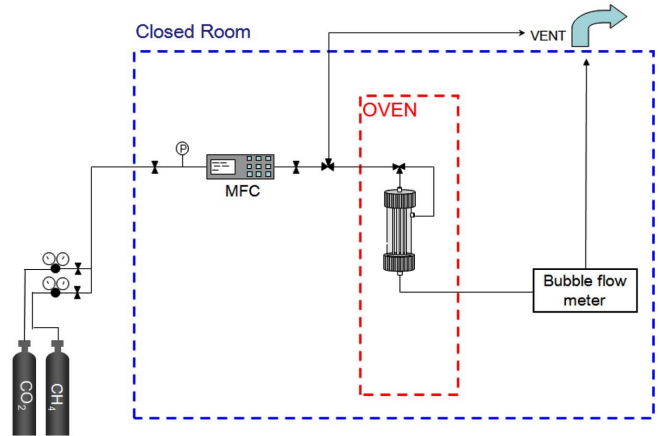 Closed Room
VENT
OVEN
P
MFC
Bubble flow
meter
CO2
CH4